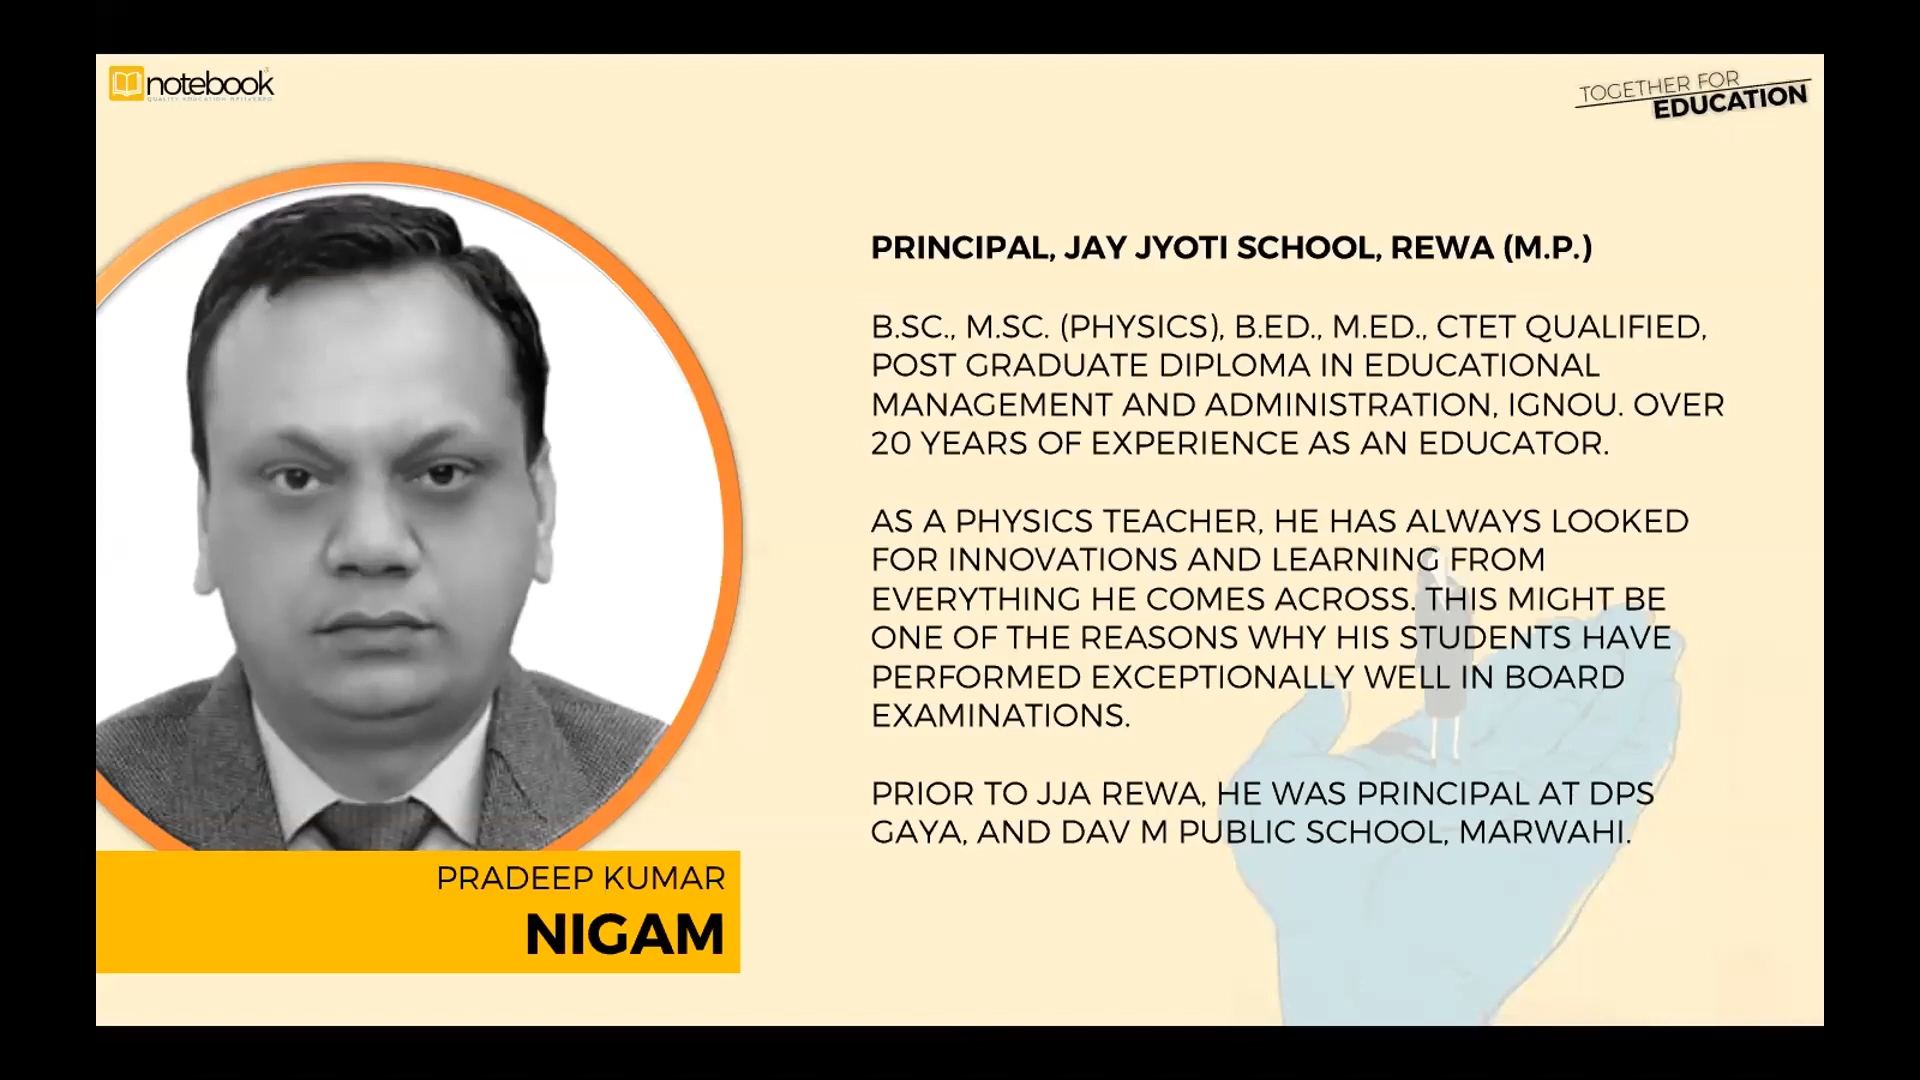 notebook
QUALITY EDUCATION
TOGETHER FOR
EDUCATION
PRINCIPAL, JAY JYOTI SCHOOL, REWA (M.P.)
B.SC., M.SC. (PHYSICS), B.ED., M.ED., CTET QUALIFIED,
POST GRADUATE DIPLOMA IN EDUCATIONAL
MANAGEMENT AND ADMINISTRATION, IGNOU. OVER
20 YEARS OF EXPERIENCE AS AN EDUCATOR.
AS A PHYSICS TEACHER, HE HAS ALWAYS LOOKED
FOR INNOVATIONS AND LEARNING FROM
EVERYTHING HE COMES ACROSS. THIS MIGHT BE
ONE OF THE REASONS WHY HIS STUDENTS HAVE
PERFORMED EXCEPTIONALLY WELL IN BOARD
EXAMINATIONS.
PRIOR TO JJA REWA, HE WAS PRINCIPAL AT DPS
GAYA, AND DAV M PUBLIC SCHOOL, MARWAHI.
PRADEEP KUMAR
NIGAM